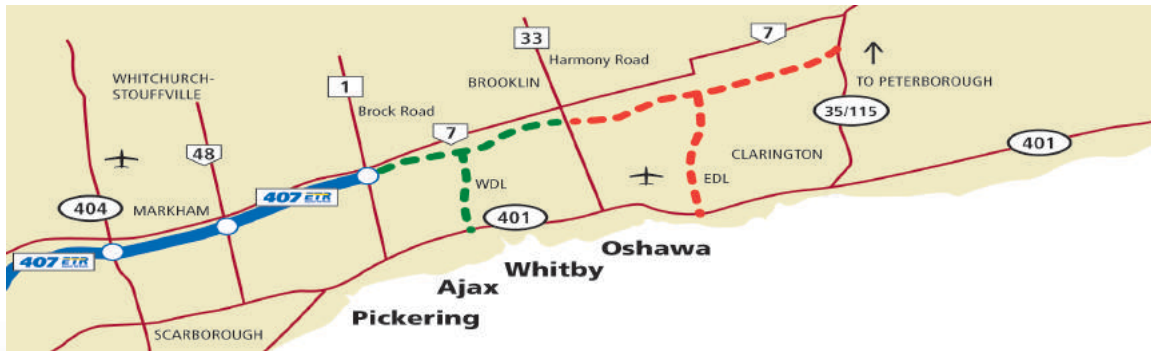 33
Harmony Road
7
WHITCHURCH-
STOUFFVILLE
1
BROOKLIN
TO PETERBOROUGH
Brock Road
35/115
7
48
401
CLARINGTON
WDL
EDL
407 ETR
404
MARKHAM
401
407 ETR
Oshawa
Whitby
Ajax
Pickering
SCARBOROUGH